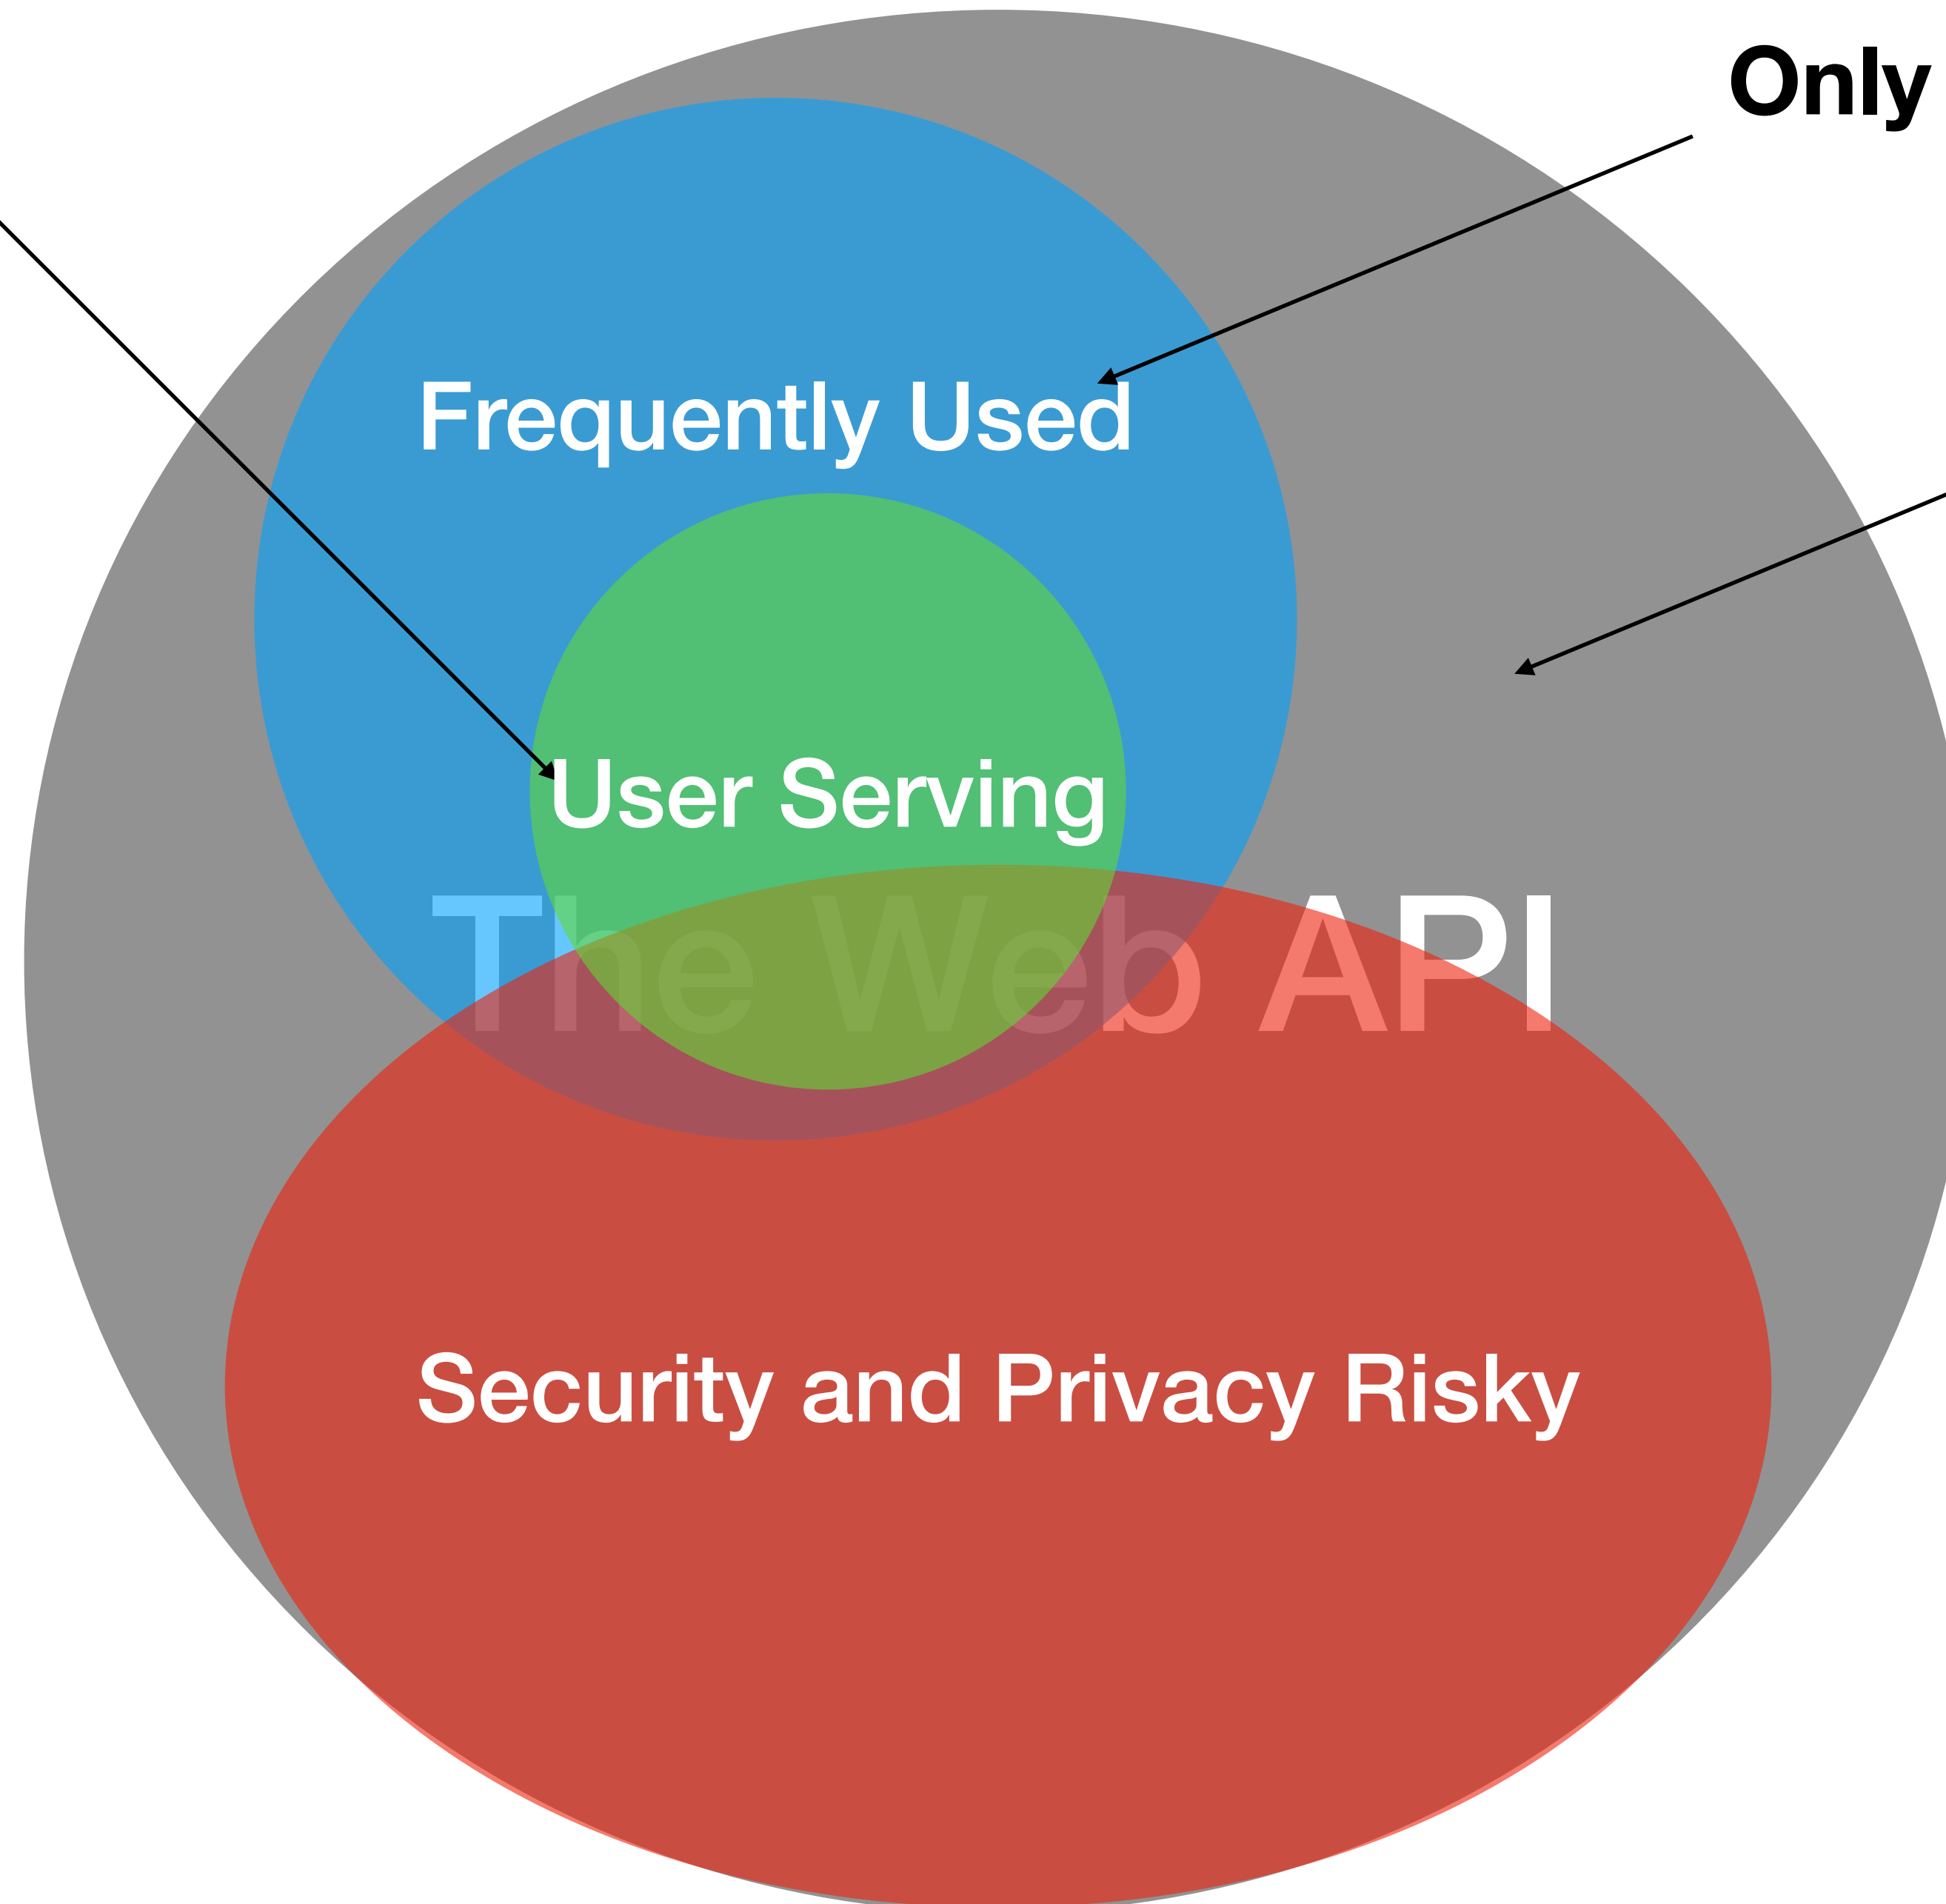 Only
Frequently Used
User Serving
The Web API
Security and Privacy Risky